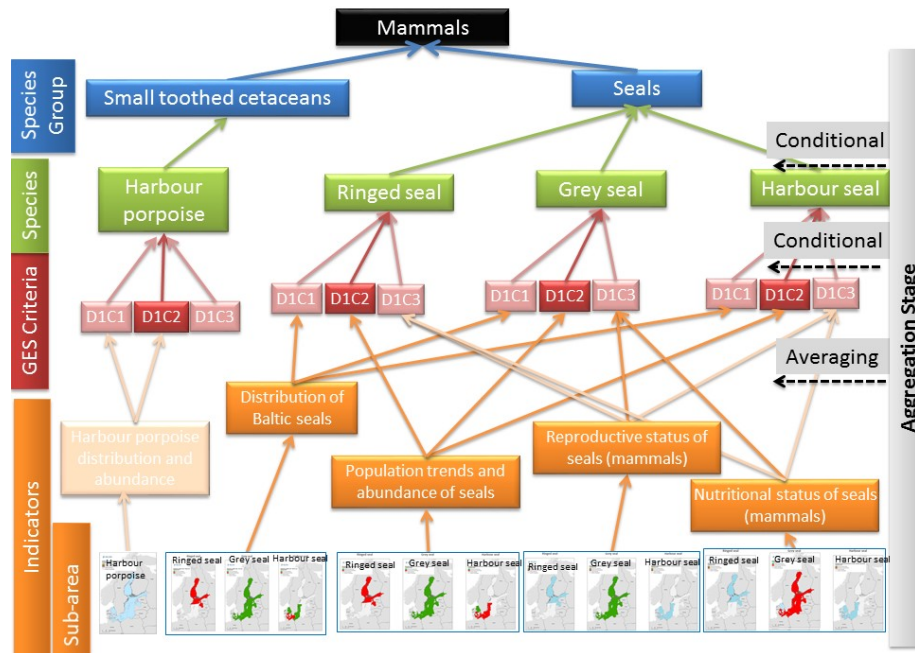 Mammals
Species
Group
Small toothed cetaceans
Seals
Conditional
Species
Harbour
porpoise
Ringed seal
Grey seal
Harbour seal
Conditional
GES Criteria
D1C1
D1C2
D1C3
D1C1
D1C2
D1C3
D1C1
D1C2
D1C3
D1C1
D1C2
D1C3
Averaging
Aggregation Stage
Indicators
Distribution of
Baltic seals
Harbour porpoise
distribution and
abundance
Population trends and
abundance of seals
Reproductive status of
seals (mammals)
Nutritional status of seals
(mammals)
Sub-area
Harbour
porpoise
Ringed seal
Grey seal
Harbour seal
Ringed seal
Grey seal
Harbour seal
Ringed seal
Grey seal
Harbour seal
Ringed seal
Grey seal
Harbour seal